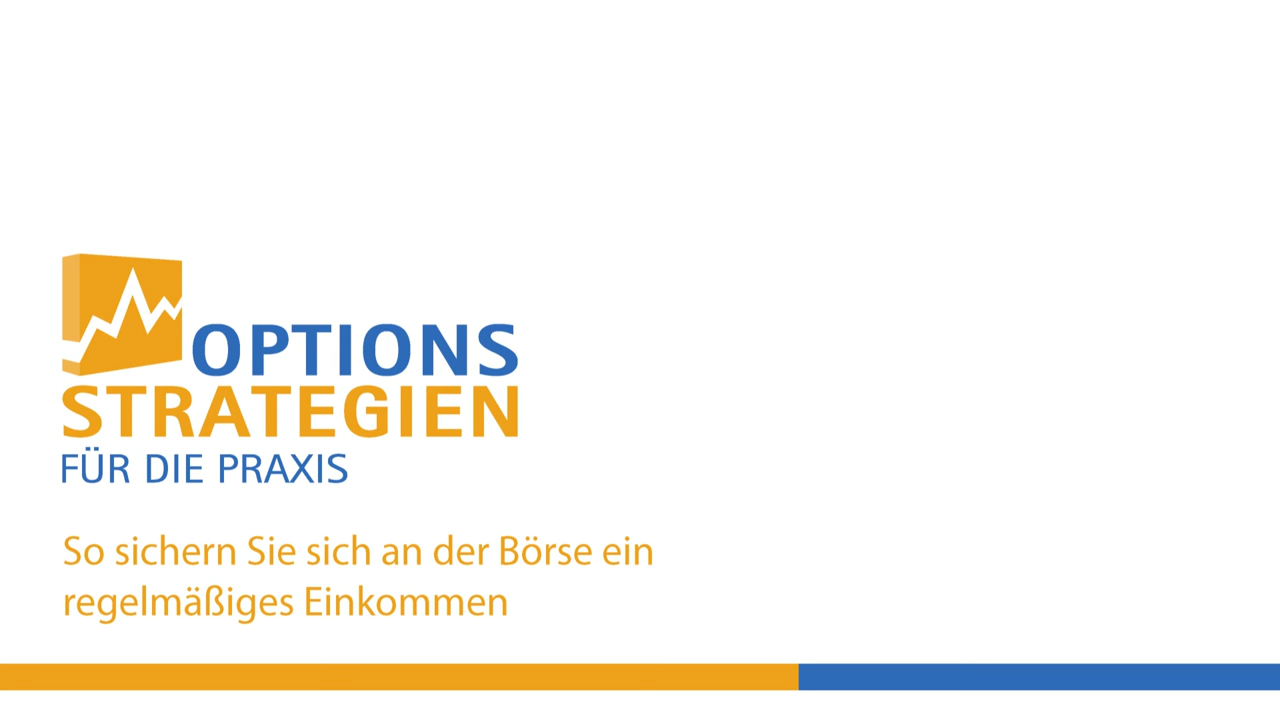 OPTIONS
STRATEGIEN
FÜR DIE PRAXIS
So sichern Sie sich an der Börse ein
regelmäßiges Einkommen